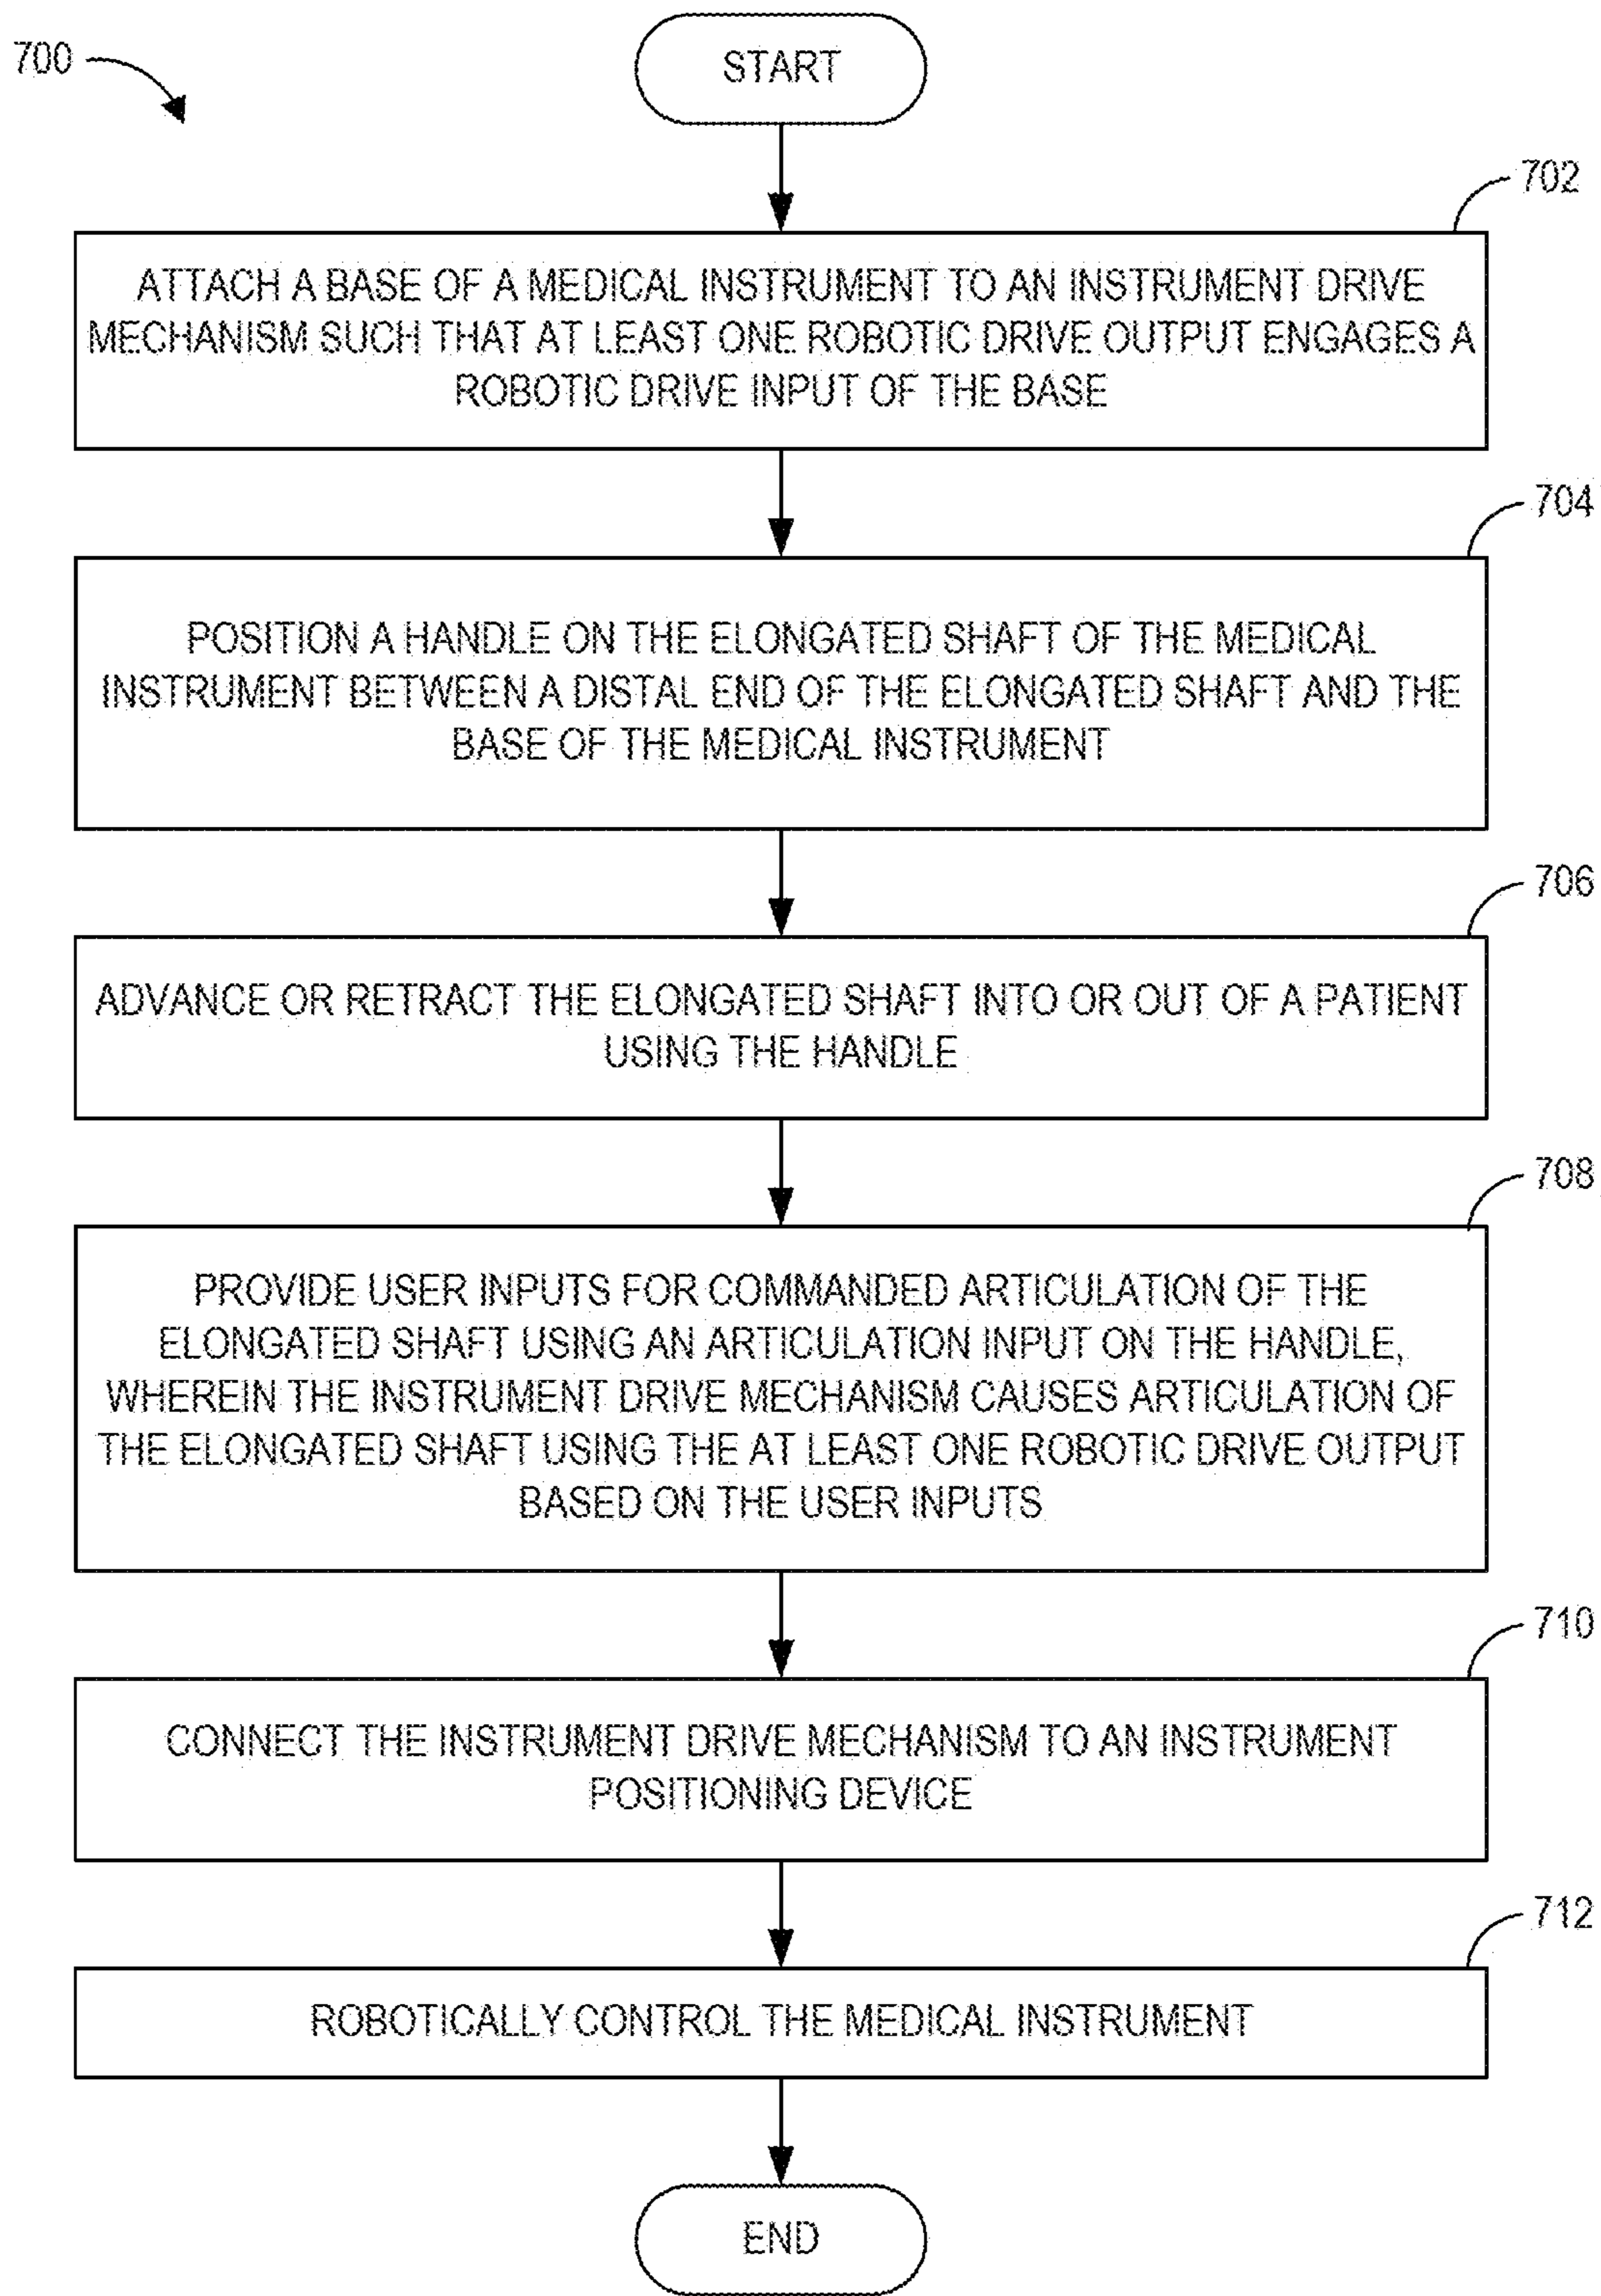 700
START
702
ATTACH A BASE OF A MEDICAL INSTRUMENT TO AN INSTRUMENT DRIVE
MECHANISM SUCH THAT AT LEAST ONE ROBOTIC DRIVE OUTPUT ENGAGES A
ROBOTIC DRIVE INPUT OF THE BASE
704
POSITION A HANDLE ON THE ELONGATED SHAFT OF THE MEDICAL
INSTRUMENT BETWEEN A DISTAL END OF THE ELONGATED SHAFT AND THE
BASE OF THE MEDICAL INSTRUMENT
706
ADVANCE OR RETRACT THE ELONGATED SHAFT INTO OR OUT OF A PATIENT
USING THE HANDLE
708
PROVIDE USER INPUTS FOR COMMANDED ARTICULATION OF THE
ELONGATED SHAFT USING AN ARTICULATION INPUT ON THE HANDLE,
WHEREIN THE INSTRUMENT DRIVE MECHANISM CAUSES ARTICULATION OF
THE ELONGATED SHAFT USING THE AT LEAST ONE ROBOTIC DRIVE OUTPUT
BASED ON THE USER INPUTS
710
CONNECT THE INSTRUMENT DRIVE MECHANISM TO AN INSTRUMENT
POSITIONING DEVICE
712
ROBOTICALLY CONTROL THE MEDICAL INSTRUMENT
END